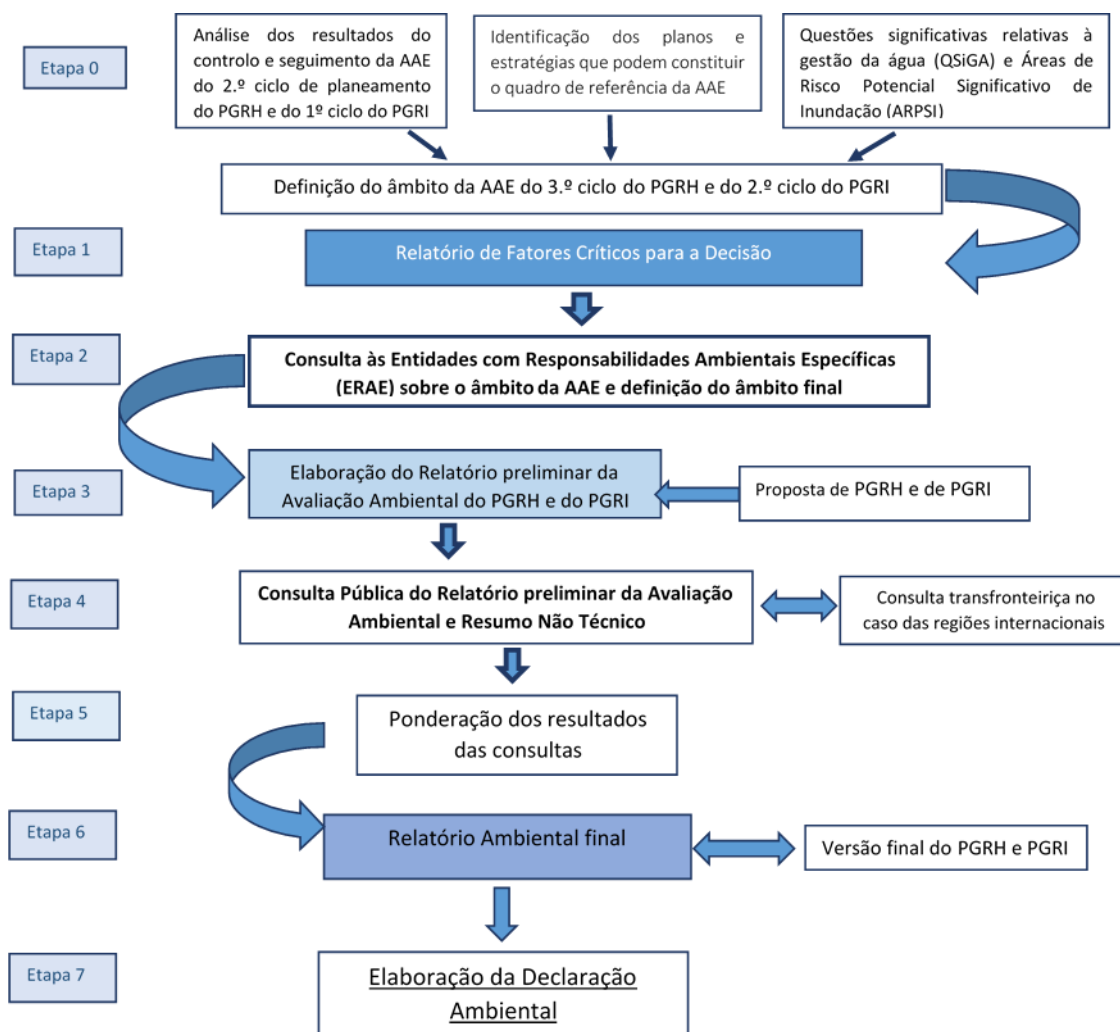 Etapa 0
Análise dos resultados do
controlo e seguimento da AAE
do 2.º ciclo de planeamento
do PGRH e do 1º ciclo do PGRI
Identificação dos planos e
estratégias que podem constituir
o quadro de referência da AAE
Questões significativas relativas à
gestão da água (QSiGA) e Áreas de
Risco Potencial Significativo de
Inundação (ARPSI)
Definição do âmbito da AAE do 3.º ciclo do PGRH e do 2.º ciclo do PGRI
Etapa 1
Relatório de Fatores Críticos para a Decisão
Etapa 2
Consulta às Entidades com Responsabilidades Ambientais Específicas
(ERAE) sobre o âmbito da AAE e definição do âmbito final
Etapa 3
Elaboração do Relatório preliminar da
Avaliação Ambiental do PGRH e do PGRI
Proposta de PGRH e de PGRI
Etapa 4
Consulta Pública do Relatório preliminar da Avaliação
Ambiental e Resumo Não Técnico
Consulta transfronteiriça no
caso das regiões internacionais
Etapa 5
Ponderação dos resultados
das consultas
Etapa 6
Relatório Ambiental final
Versão final do PGRH e PGRI
Etapa 7
Elaboração da Declaração
Ambiental